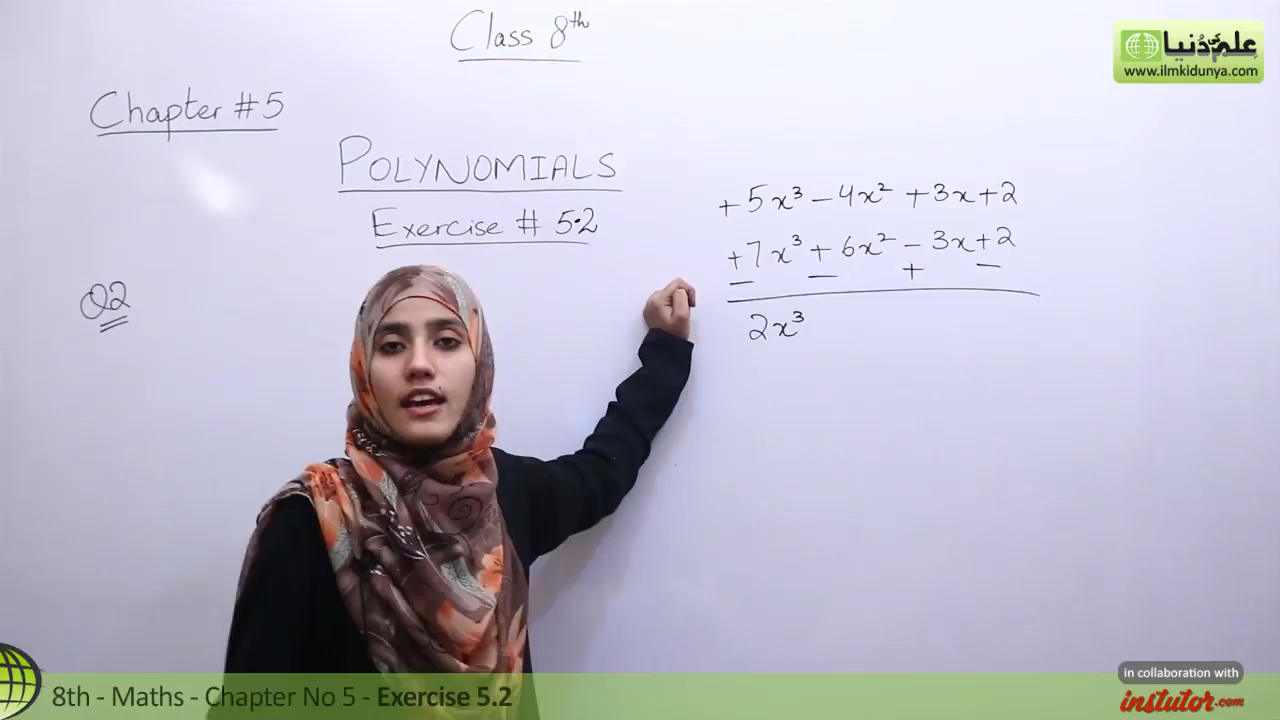 Class 8th
علم کی دُنیا
www.ilmkidunya.com
Chapter #5
POLYNOMIALS
Exercise # 5.2
Q2
+5x³ - 4x² + 3x + 2
+7x³ + 6x² - 3x + 2
- - + -
2x³
in collaboration with
instutor.com
8th - Maths - Chapter No 5 - Exercise 5.2